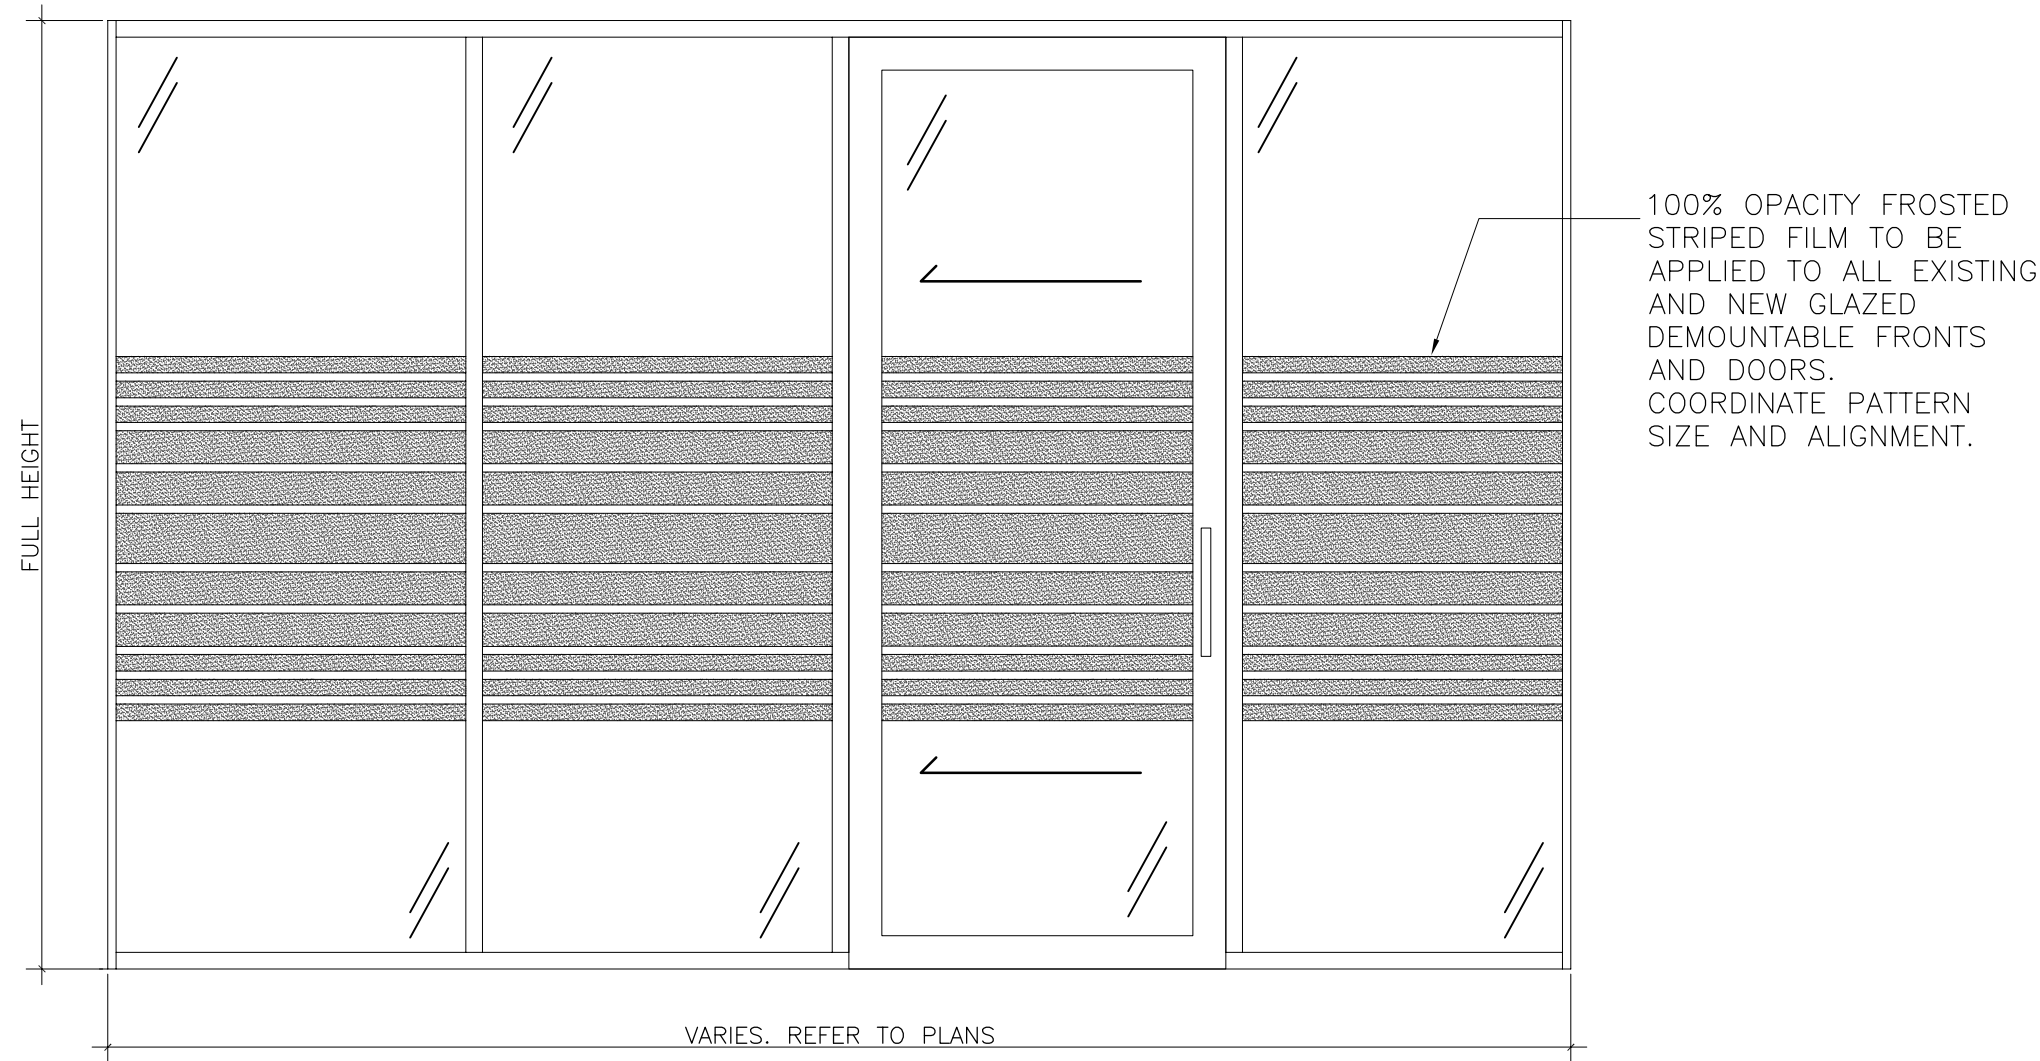 100% OPACITY FROSTED
STRIPED FILM TO BE
APPLIED TO ALL EXISTING
AND NEW GLAZED
DEMOUNTABLE FRONTS
AND DOORS.
COORDINATE PATTERN
SIZE AND ALIGNMENT.
FULL HEIGHT
VARIES. REFER TO PLANS